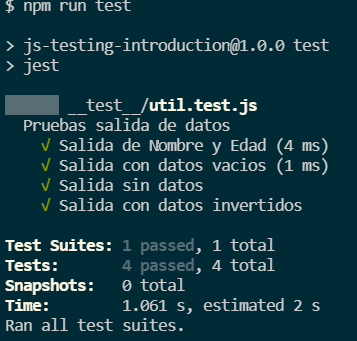 $ npm run test
> js-testing-introduction@1.0.0 test
> jest
__test__/util.test.js
Pruebas salida de datos
√ Salida de Nombre y Edad (4 ms)
√ Salida con datos vacios (1 ms)
√ Salida sin datos
√ Salida con datos invertidos
Test Suites: 1 passed, 1 total
Tests: 4 passed, 4 total
Snapshots: 0 total
Time: 1.061 s, estimated 2 s
Ran all test suites.